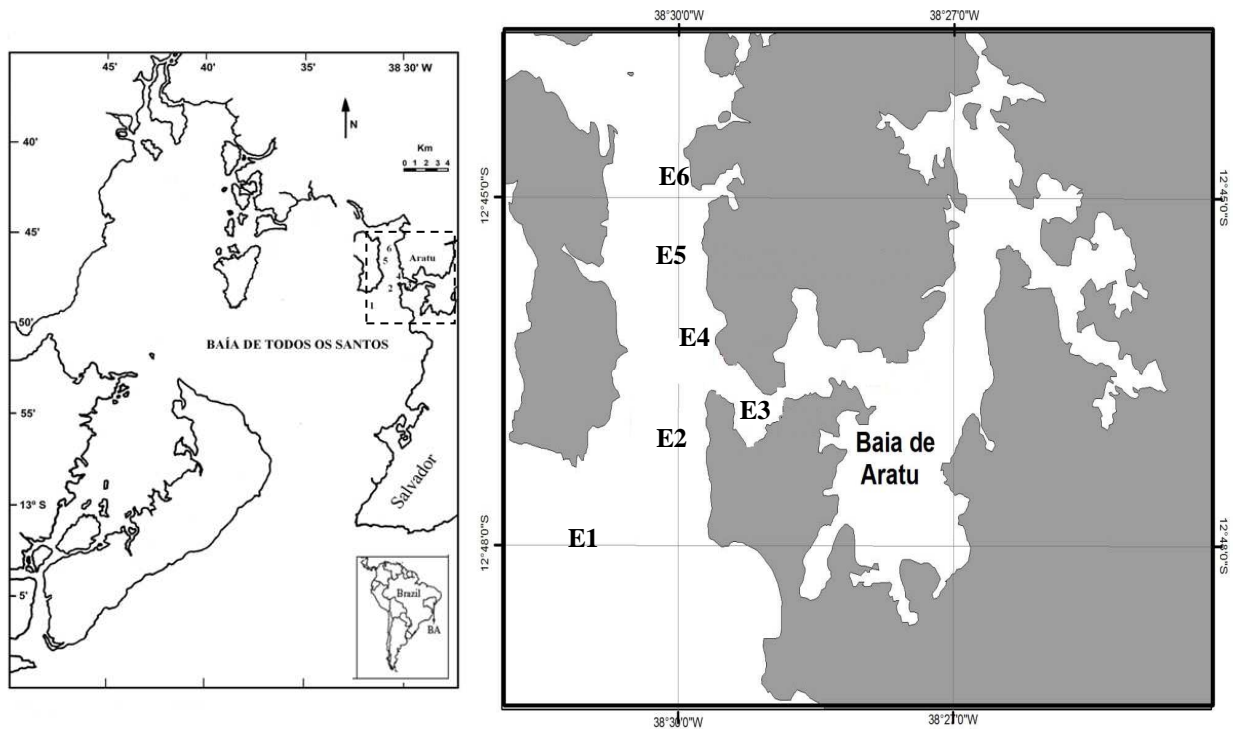 45'
40'
35'
38 30' W
N
Km
0 1 2 3 4
40'
45'
50'
55'
13° S
5'
6
5
4
2
1
Aratu
BAÍA DE TODOS OS SANTOS
Salvador
Brazil
BA
38°30'0"W
38°27'0"W
12°45'0"S
12°45'0"S
E6
E5
E4
E3
E2
Baia de
Aratu
E1
12°48'0"S
12°48'0"S
38°30'0"W
38°27'0"W